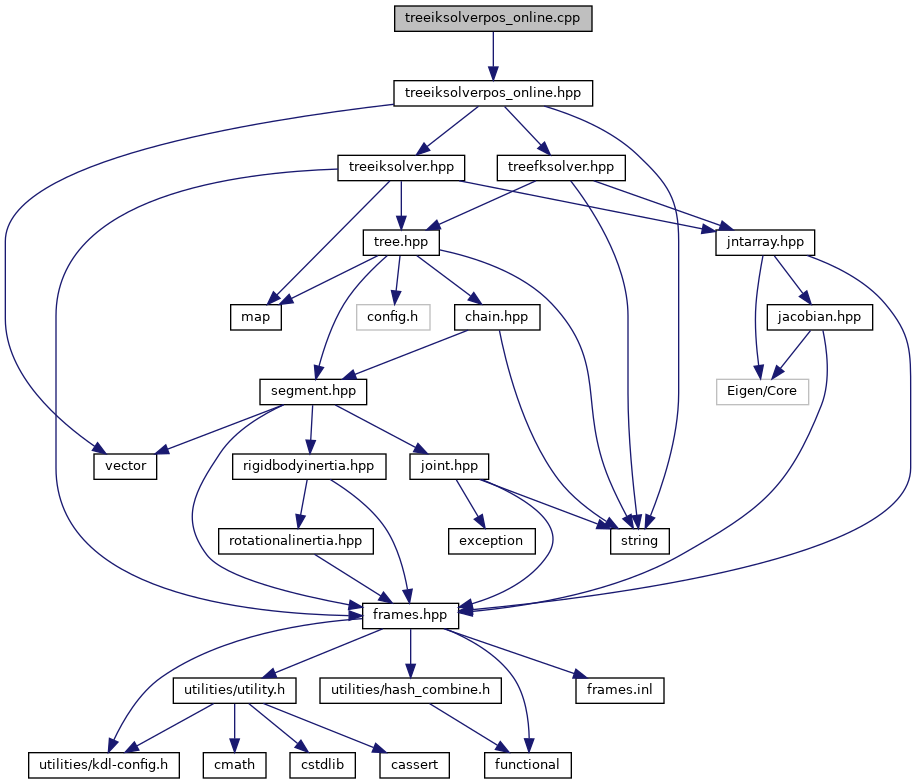 treeiksolverpos_online.cpp
treeiksolverpos_online.hpp
treeiksolver.hpp
treefksolver.hpp
tree.hpp
jntarray.hpp
map
config.h
chain.hpp
jacobian.hpp
segment.hpp
Eigen/Core
vector
rigidbodyinertia.hpp
joint.hpp
rotationalinertia.hpp
exception
string
frames.hpp
utilities/utility.h
utilities/hash_combine.h
frames.inl
utilities/kdl-config.h
cmath
cstdlib
cassert
functional